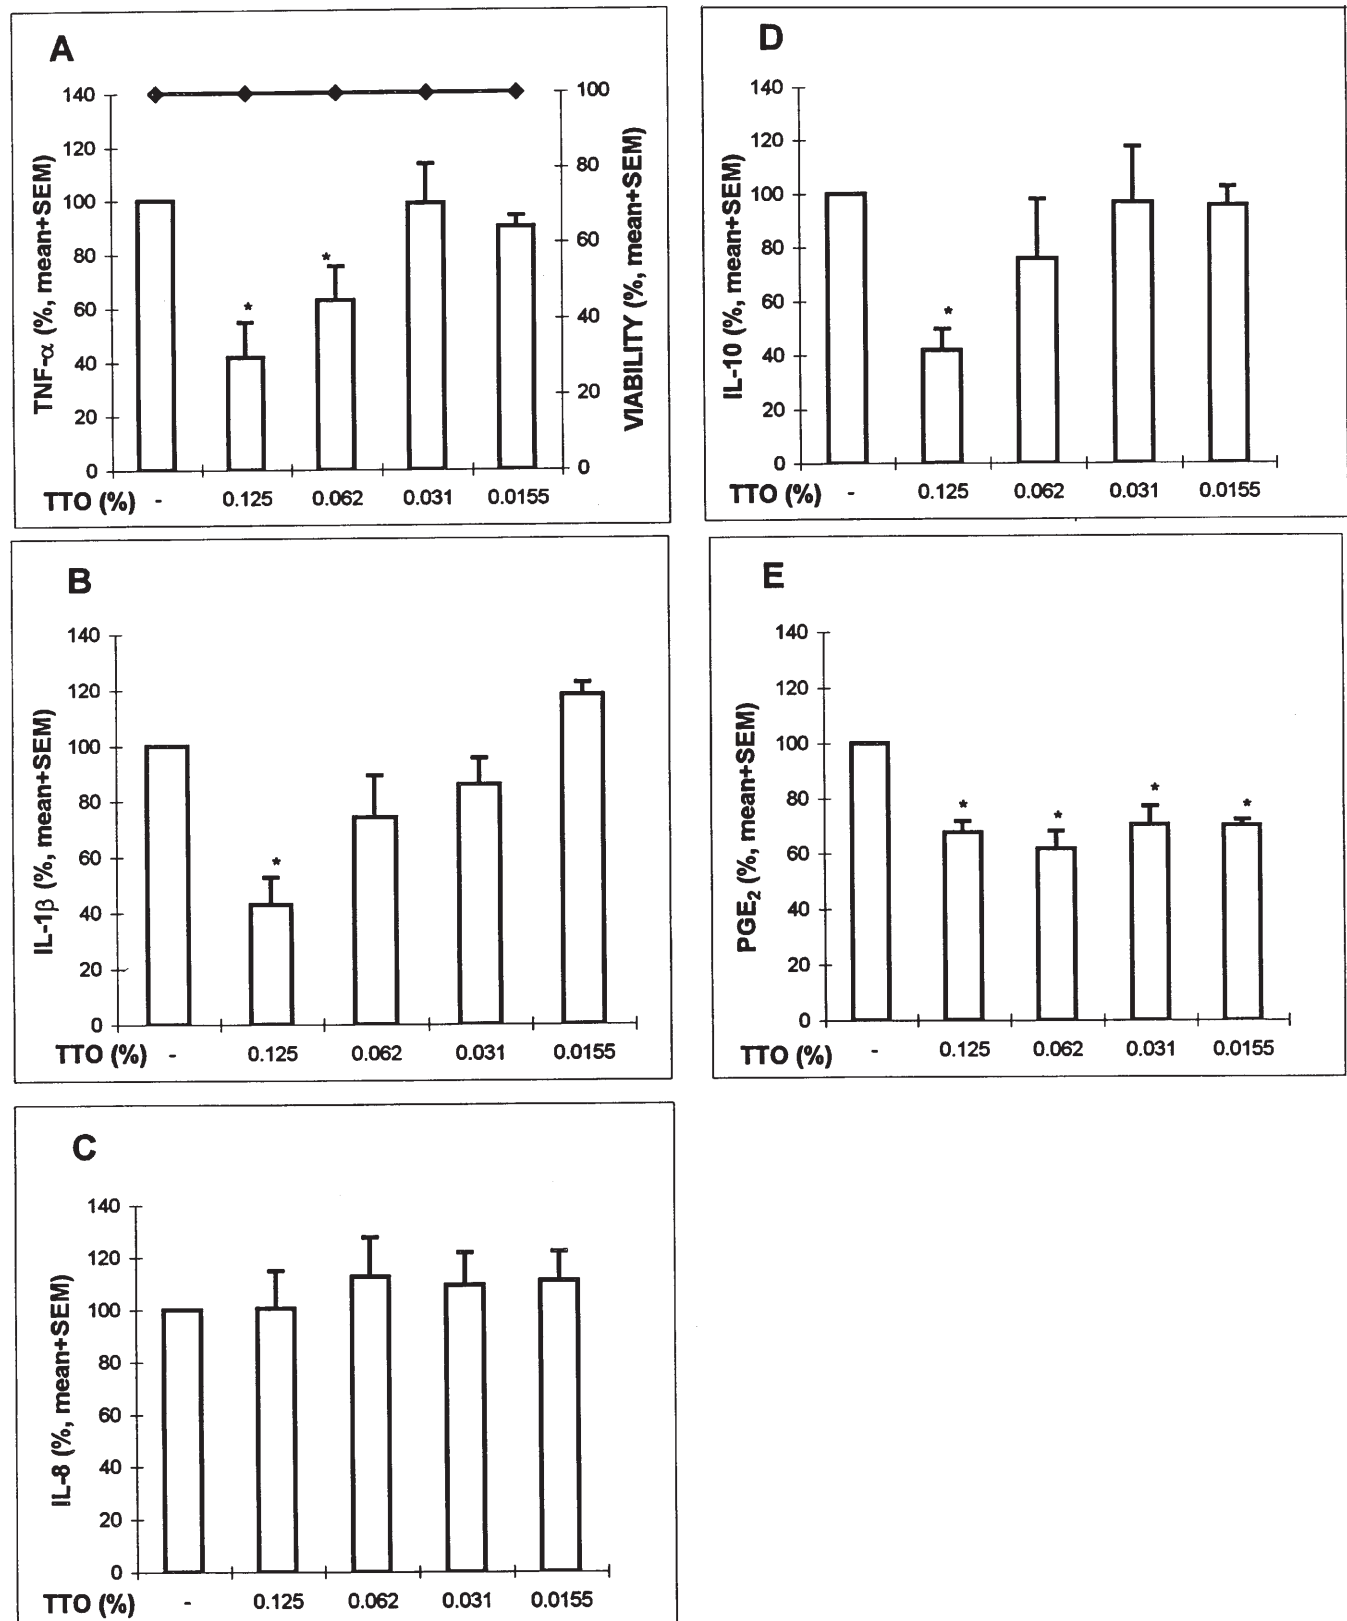 A
TNF-α (%, mean+SEM)
140
120
100
80
60
40
20
0
*
*
100
80
60
40
20
0
VIABILITY (%, mean+SEM)
TTO (%) - 0.125 0.062 0.031 0.0155
D
IL-10 (%, mean+SEM)
140
120
100
80
60
40
20
0
*
TTO (%) - 0.125 0.062 0.031 0.0155
B
IL-1β (%, mean+SEM)
140
120
100
80
60
40
20
0
*
TTO (%) - 0.125 0.062 0.031 0.0155
E
PGE₂ (%, mean+SEM)
140
120
100
80
60
40
20
0
* * * *
TTO (%) - 0.125 0.062 0.031 0.0155
C
IL-8 (%, mean+SEM)
140
120
100
80
60
40
20
0
TTO (%) - 0.125 0.062 0.031 0.0155